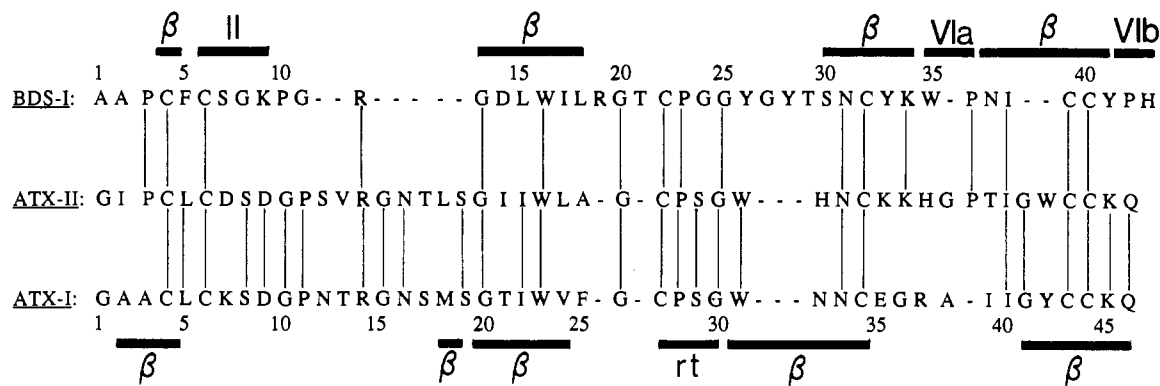 β II β β VIa β VIb
1 5 10 15 20 25 30 35 40
BDS-I: A A P C F C S G K P G - - R - - - - - G D L W I L R G T C P G G Y G Y T S N C Y K W - P N I - - C C Y P H
ATX-II: G I P C L C D S D G P S V R G N T L S G I I W L A - G - C P S G W - - - H N C K K H G P T I G W C C K Q
ATX-I: G A A C L C K S D G P N T R G N S M S G T I W V F - G - C P S G W - - - N N C E G R A - I I G Y C C K Q
1 5 10 15 20 25 30 35 40 45
β β β rt β β